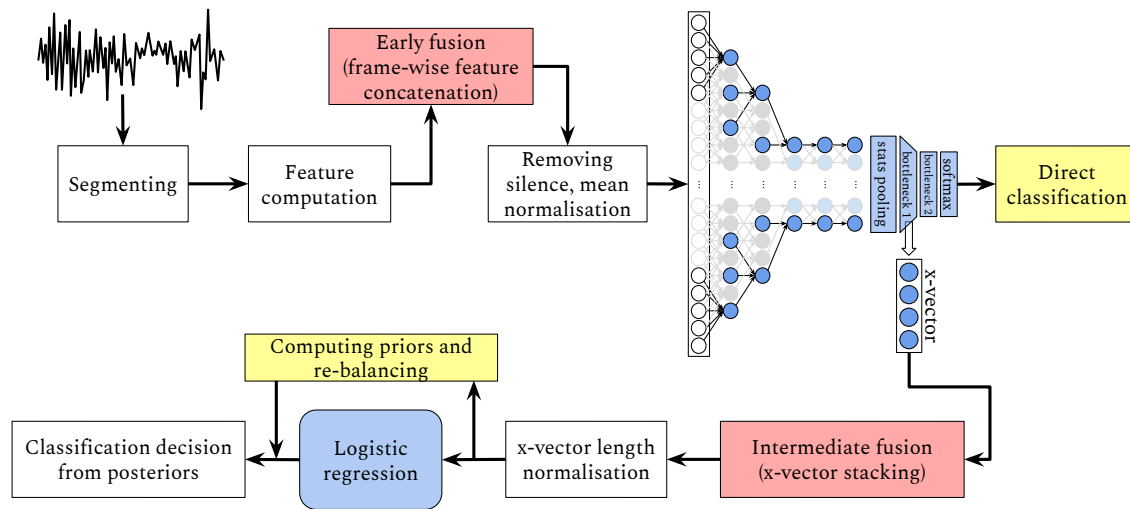 Early fusion
(frame-wise feature
concatenation)
Segmenting
Feature
computation
Removing
silence, mean
normalisation
...
...
...
...
...
...
stats pooling
bottleneck 1
bottleneck 2
softmax
Direct
classification
x-vector
Computing priors and
re-balancing
Classification decision
from posteriors
Logistic
regression
x-vector length
normalisation
Intermediate fusion
(x-vector stacking)